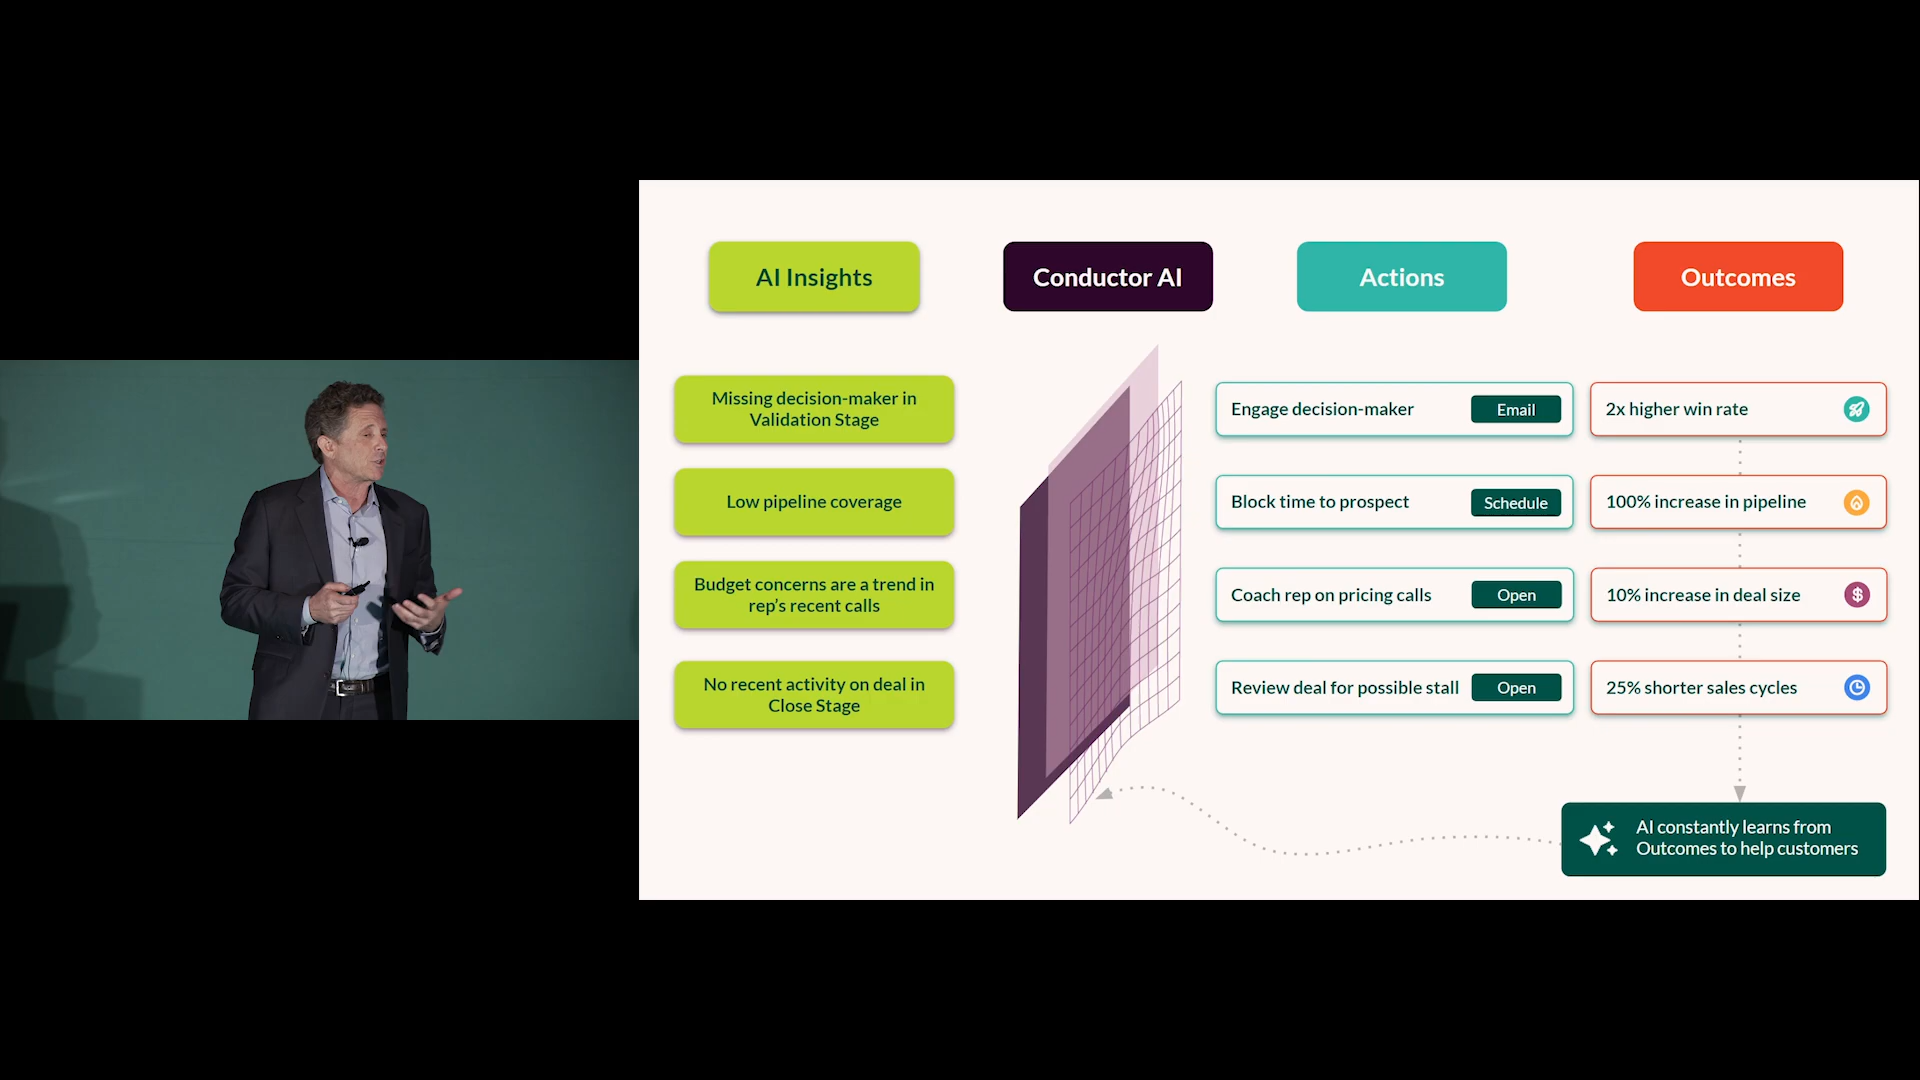 AI Insights
Conductor AI
Actions
Outcomes
Missing decision-maker in
Validation Stage
Engage decision-maker
Email
2x higher win rate
Low pipeline coverage
Block time to prospect
Schedule
100% increase in pipeline
Budget concerns are a trend in
rep’s recent calls
Coach rep on pricing calls
Open
10% increase in deal size
$
No recent activity on deal in
Close Stage
Review deal for possible stall
Open
25% shorter sales cycles
AI constantly learns from
Outcomes to help customers